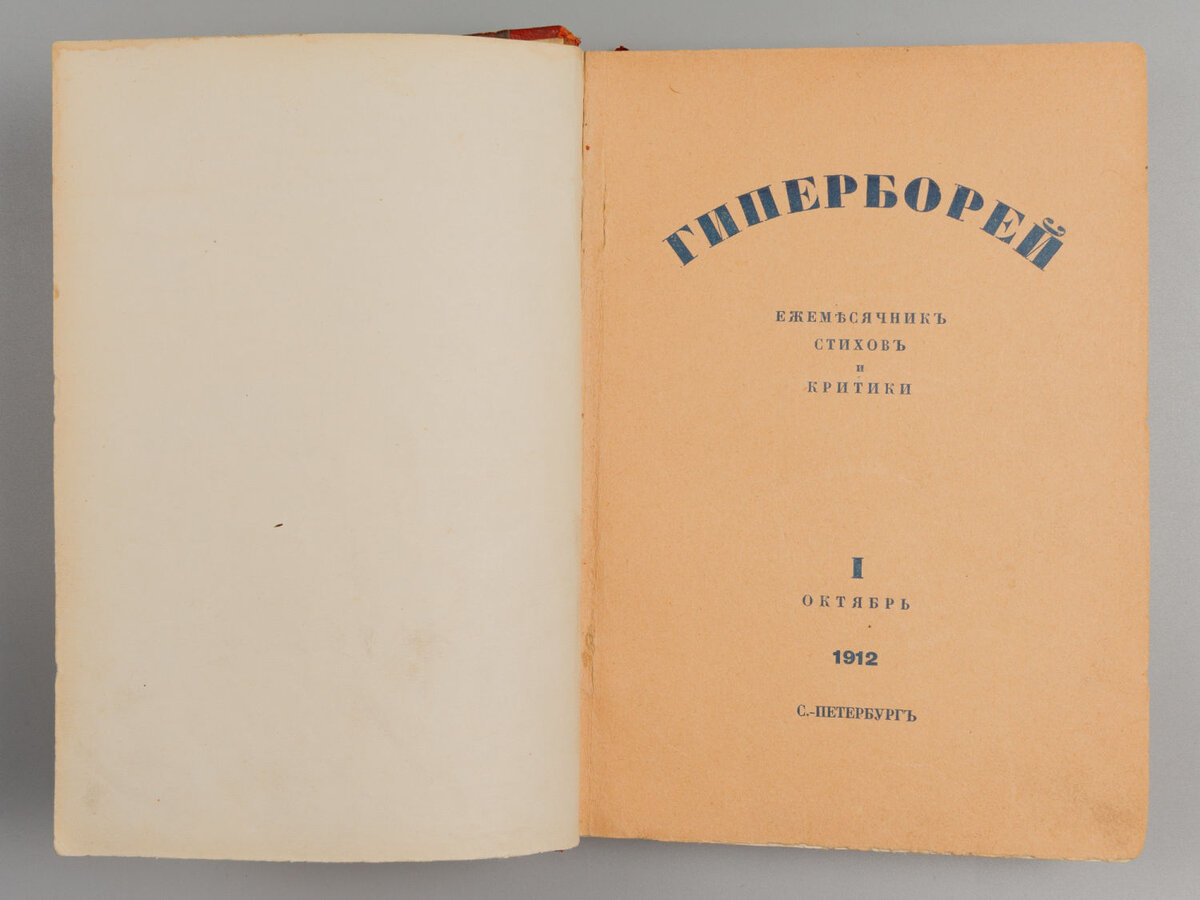 ГИПЕРБОРЕЙ
ЕЖЕМѢСЯЧНИКЪ
СТИХОВЪ
И
КРИТИКИ
I
ОКТЯБРЬ
1912
С.-ПЕТЕРБУРГЪ